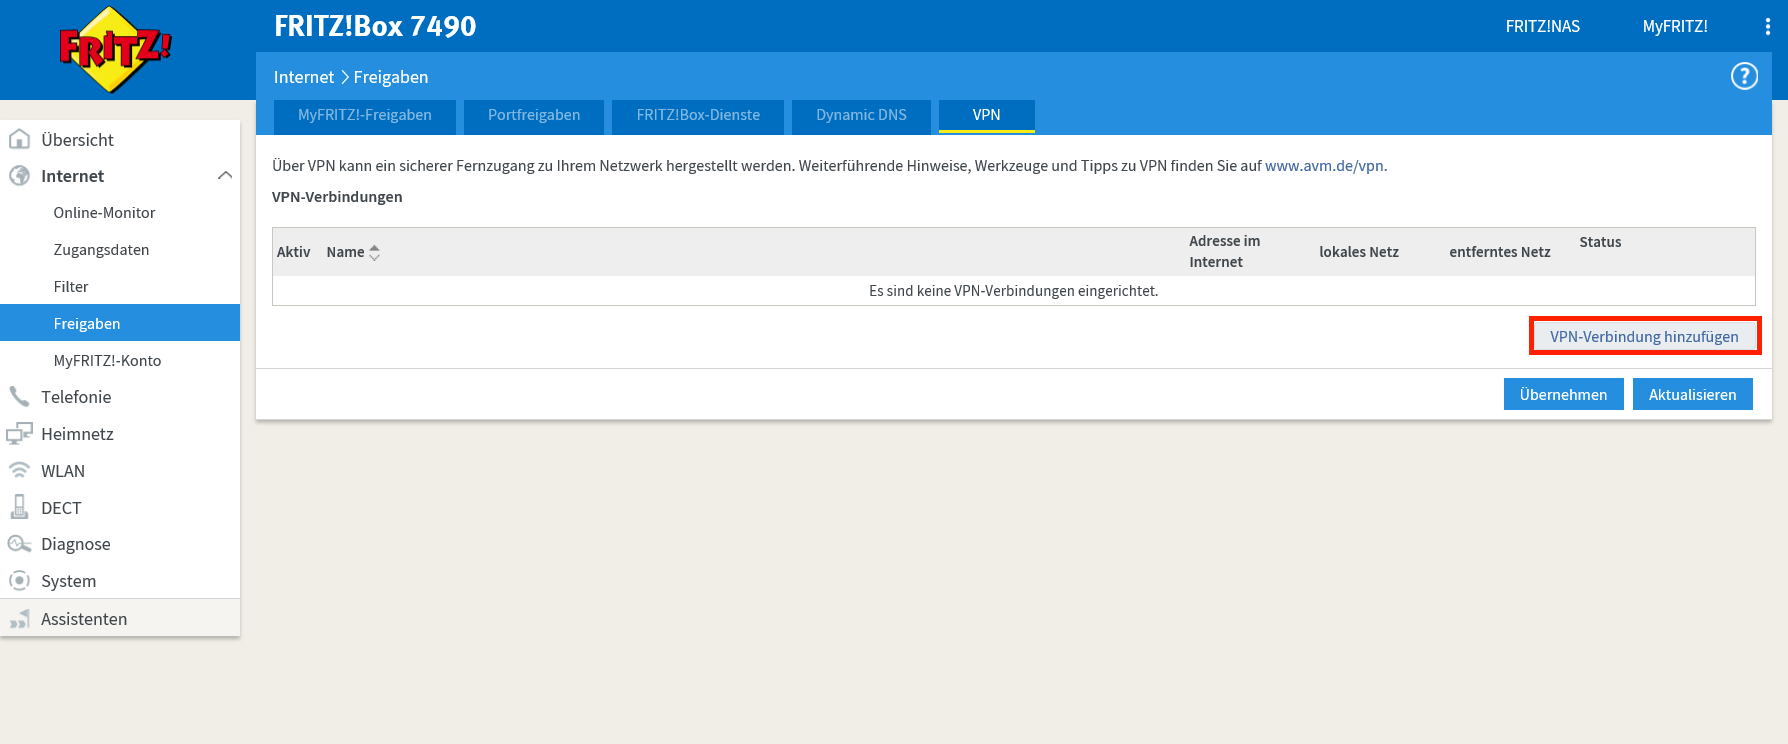 FRITZ!
FRITZ!Box 7490
FRITZ!NAS
MyFRITZ!
Internet > Freigaben
?
MyFRITZ!-Freigaben
Portfreigaben
FRITZ!Box-Dienste
Dynamic DNS
VPN
Übersicht
Internet
Online-Monitor
Zugangsdaten
Filter
Freigaben
MyFRITZ!-Konto
Telefonie
Heimnetz
WLAN
DECT
Diagnose
System
Assistenten
Über VPN kann ein sicherer Fernzugang zu Ihrem Netzwerk hergestellt werden. Weiterführende Hinweise, Werkzeuge und Tipps zu VPN finden Sie auf www.avm.de/vpn.
VPN-Verbindungen
Aktiv
Name
Adresse im
Internet
lokales Netz
entferntes Netz
Status
Es sind keine VPN-Verbindungen eingerichtet.
VPN-Verbindung hinzufügen
Übernehmen
Aktualisieren